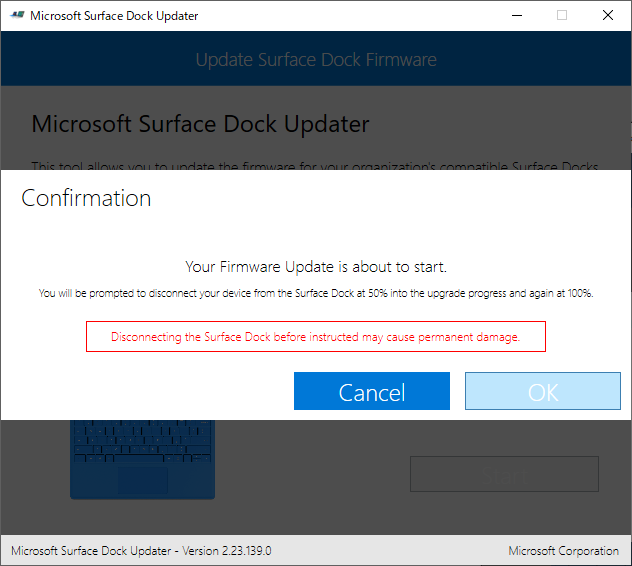 Microsoft Surface Dock Updater
Update Surface Dock Firmware
Microsoft Surface Dock Updater
This tool allows you to update the firmware for your organization's compatible Surface Docks
Confirmation
Your Firmware Update is about to start.
You will be prompted to disconnect your device from the Surface Dock at 50% into the upgrade progress and again at 100%.
Disconnecting the Surface Dock before instructed may cause permanent damage.
Cancel OK
Start
Microsoft Surface Dock Updater - Version 2.23.139.0 Microsoft Corporation